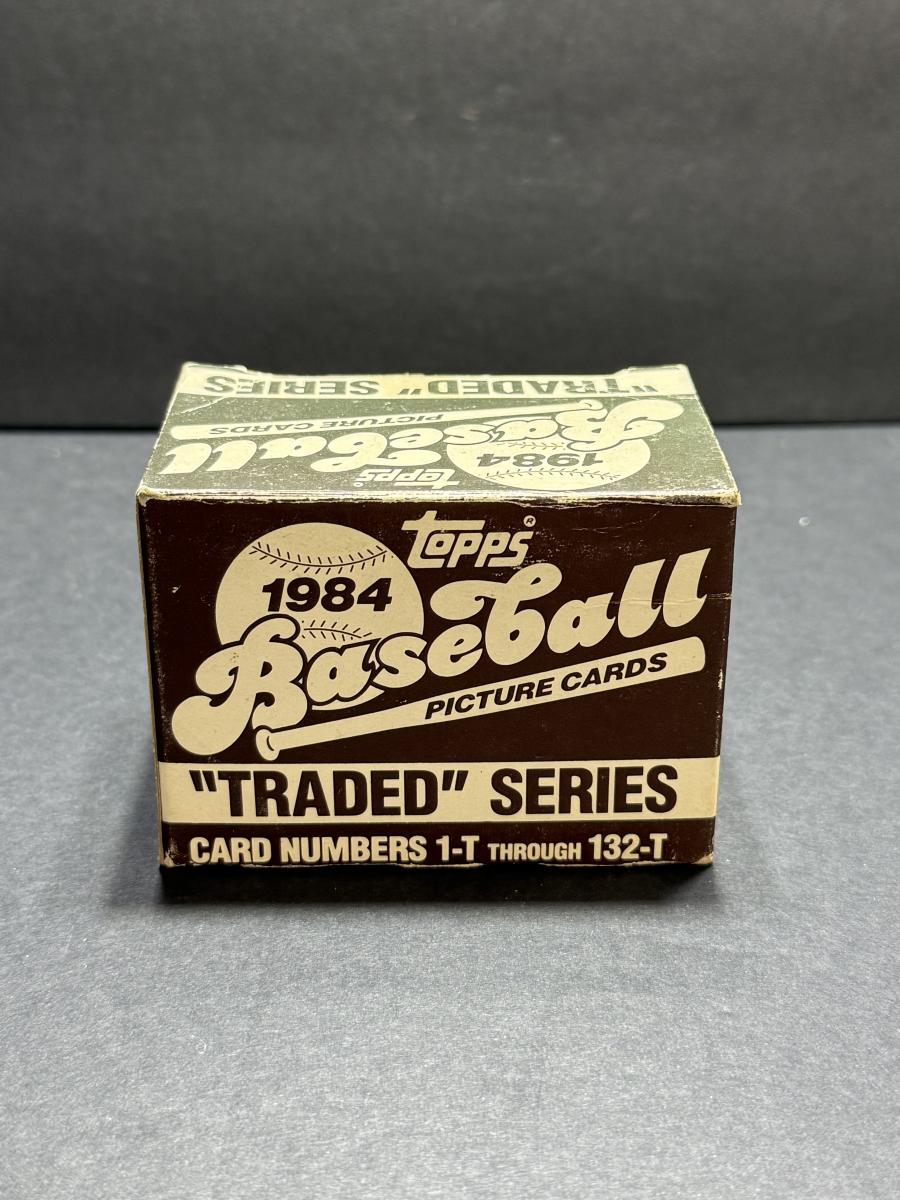 "TRADED" SERIES
PICTURE CARDS
Baseball
1984
TOPPS
TOPPS®
1984
Baseball
PICTURE CARDS
"TRADED" SERIES
CARD NUMBERS 1-T THROUGH 132-T